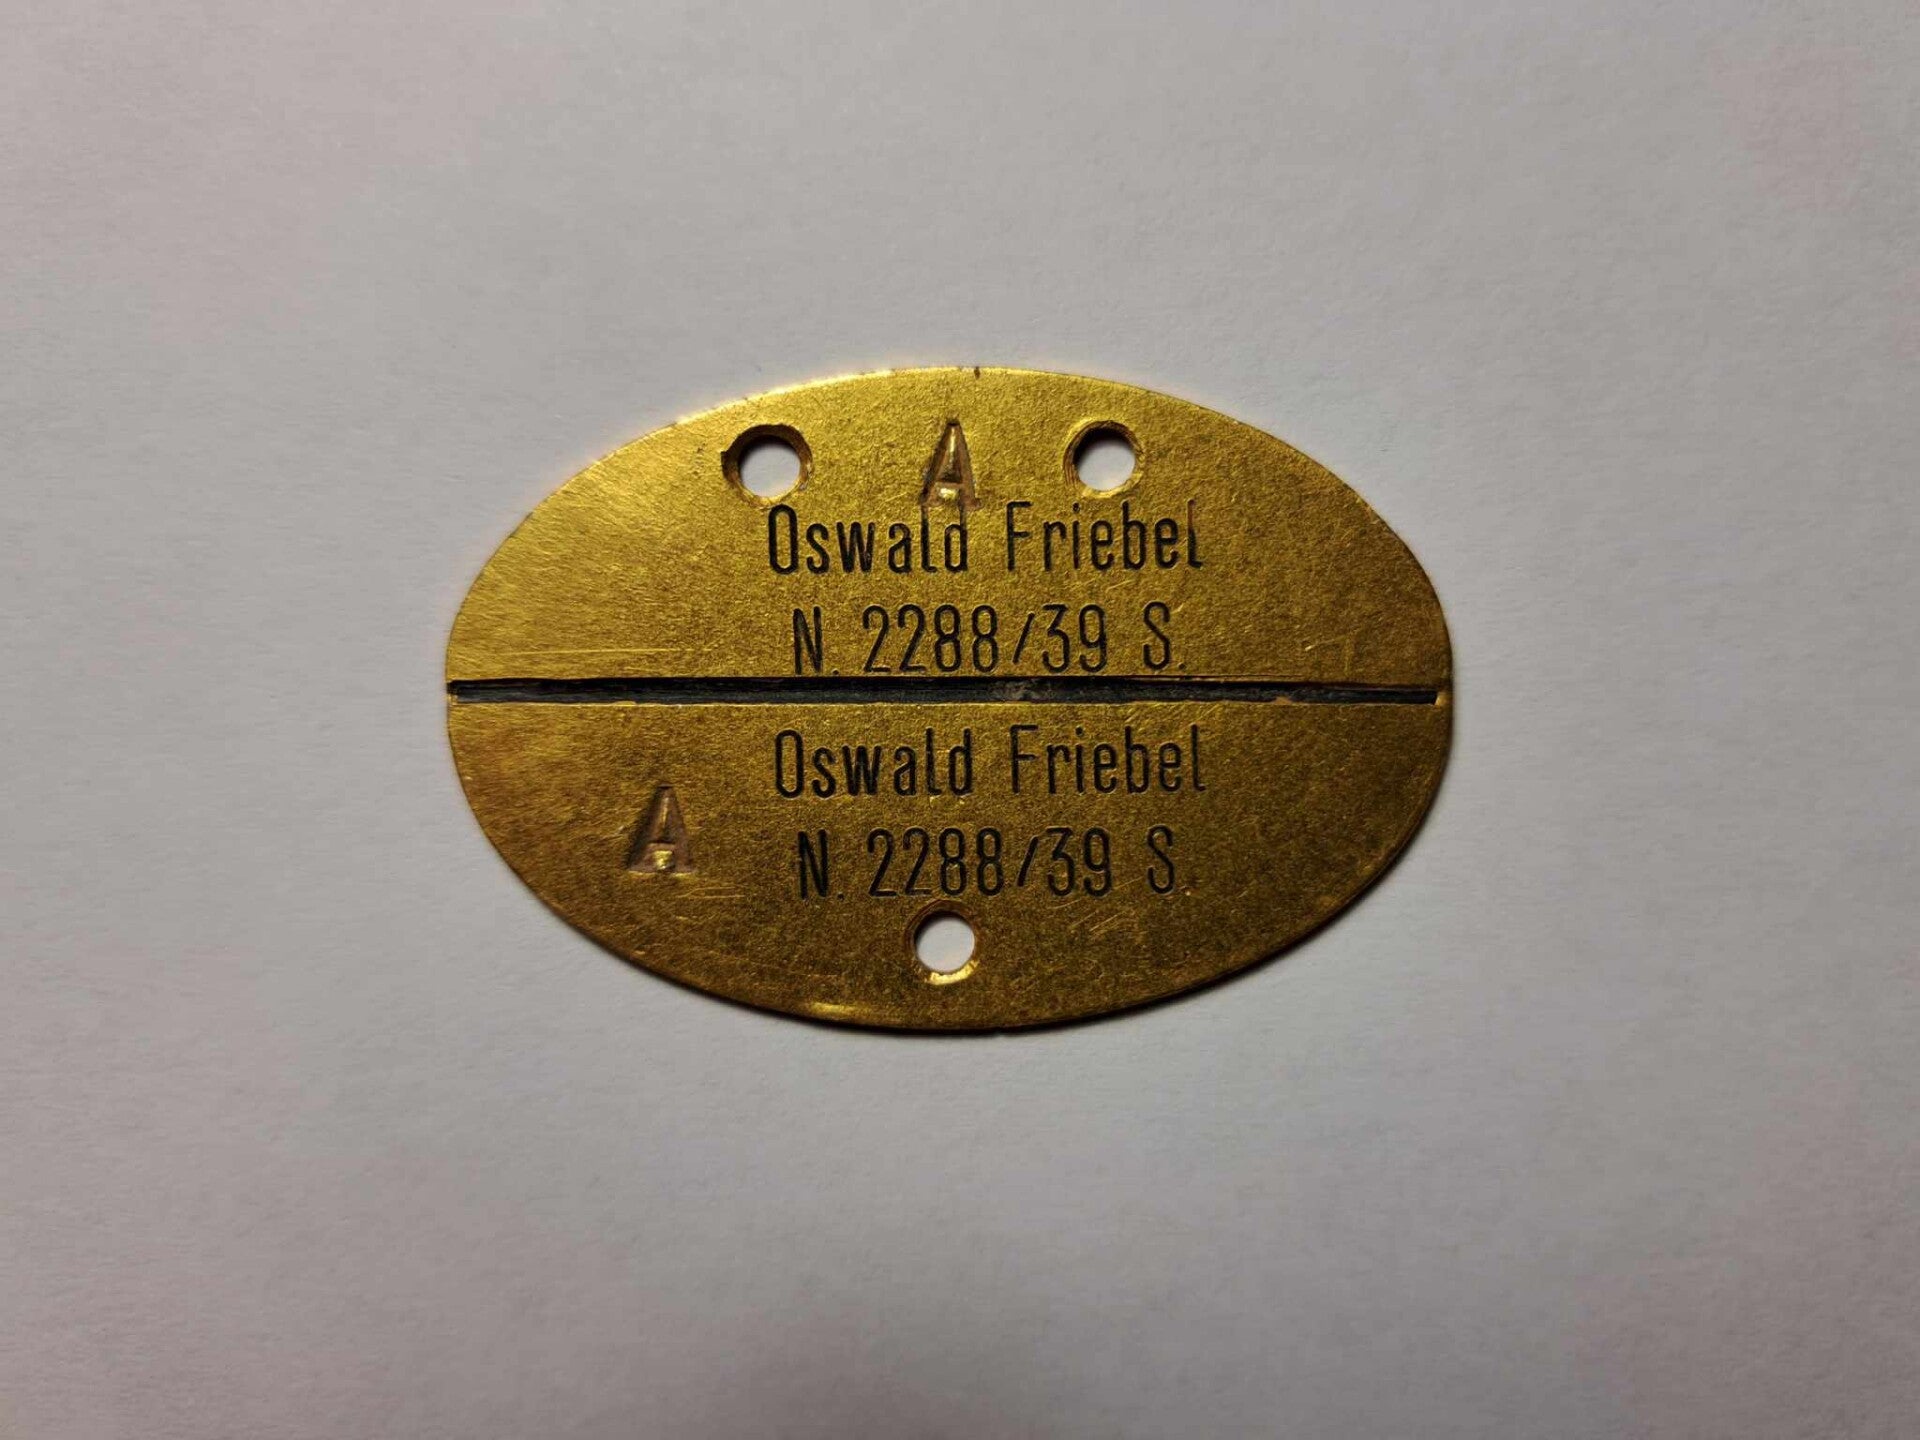 A
Oswald Friebel
N. 2288/39 S.
Oswald Friebel
A
N. 2288/39 S.